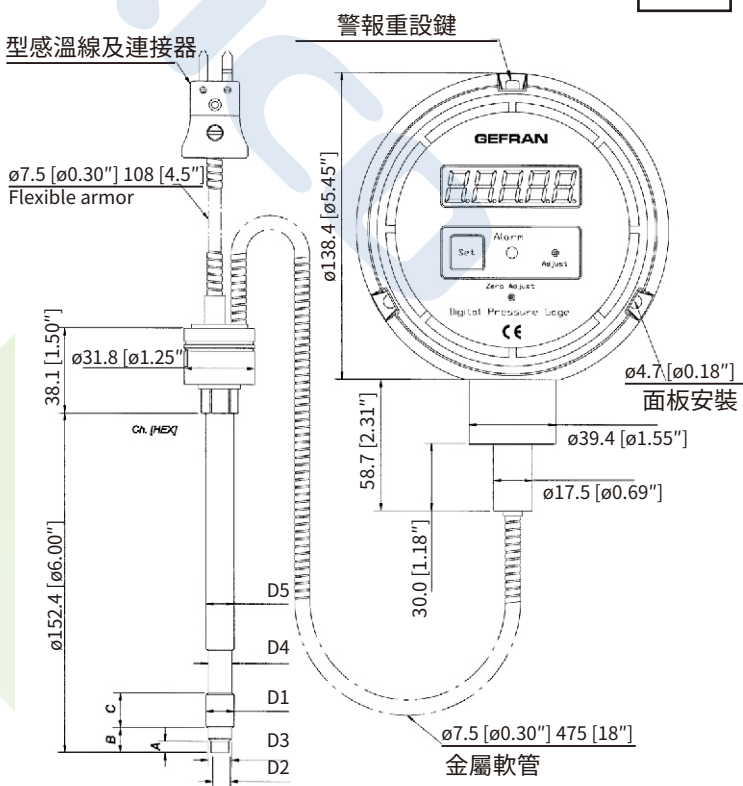 警報重設鍵
型感溫線及連接器
GEFRAN
ø7.5 [ø0.30"] 108 [4.5"]
Flexible armor
ø138.4 [ø5.45"]
Alarm
Set
Adjust
Zero Adjust
Digital Pressure Gage
CE
38.1 [1.50"]
ø31.8 [ø1.25"]
ø4.7 [ø0.18"]
面板安裝
Ch. [HEX]
58.7 [2.31"]
ø39.4 [ø1.55"]
ø17.5 [ø0.69"]
30.0 [1.18"]
ø152.4 [ø6.00"]
D5
D4
D1
C
B
A
D3
D2
ø7.5 [ø0.30"] 475 [18"]
金屬軟管